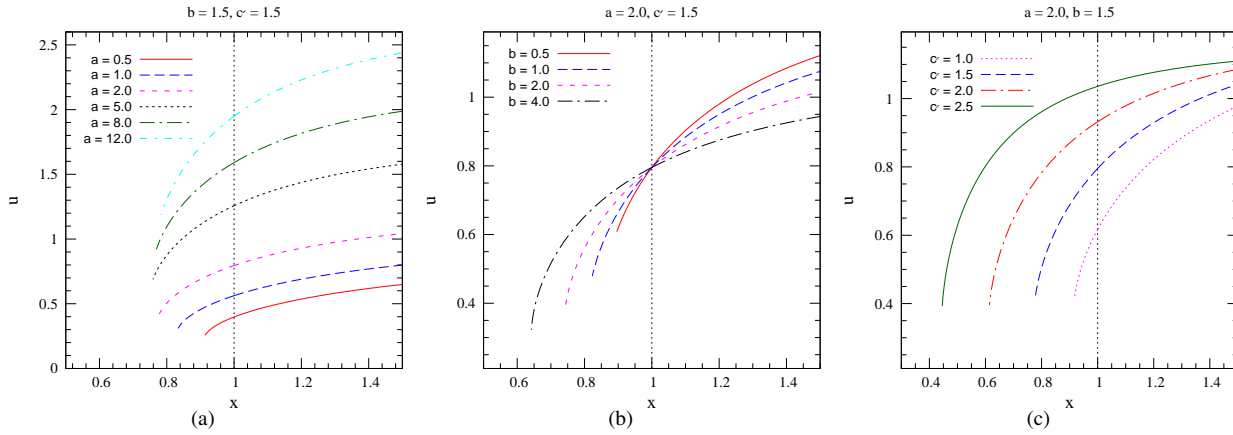 b = 1.5, c′ = 1.5
a = 0.5
a = 1.0
a = 2.0
a = 5.0
a = 8.0
a = 12.0
2.5
2
1.5
1
0.5
0
u
0.6
0.8
1
1.2
1.4
x
(a)
a = 2.0, c′ = 1.5
b = 0.5
b = 1.0
b = 2.0
b = 4.0
1
0.8
0.6
0.4
u
0.6
0.8
1
1.2
1.4
x
(b)
a = 2.0, b = 1.5
c′ = 1.0
c′ = 1.5
c′ = 2.0
c′ = 2.5
1
0.8
0.6
0.4
u
0.4
0.6
0.8
1
1.2
1.4
x
(c)